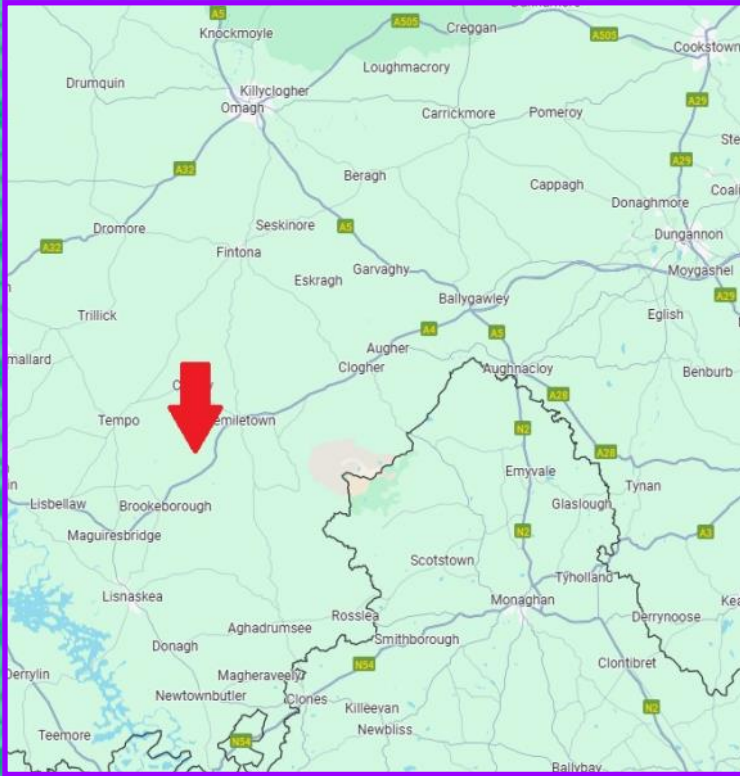 A5
Knockmoyle
A505
Creggan
A505
Cookstown
Loughmacrory
Drumquin
Killyclogher
Omagh
A29
Carrickmore
Pomeroy
A32
A29
Beragh
Cappagh
Donaghmore
Dromore
Seskinore
A5
Dungannon
A32
Fintona
Garvaghy
Moygashel
Eskragh
Ballygawley
A29
Trillick
Eglish
A4
A5
Augher
Clogher
Aughnacloy
Benburb
A28
Tempo
N2
A28
Emyvale
Tynan
Lisbellaw
Brookeborough
Glaslough
Maguiresbridge
N2
A3
Scotstown
Tyholland
Lisnaskea
Monaghan
Rosslea
Derrynoose
Aghadrumsee
Smithborough
Donagh
N54
Clontibret
Magheraveely
Newtownbutler
Clones
Killeevan
N2
Newbliss
Teemore
N54
Ballybay